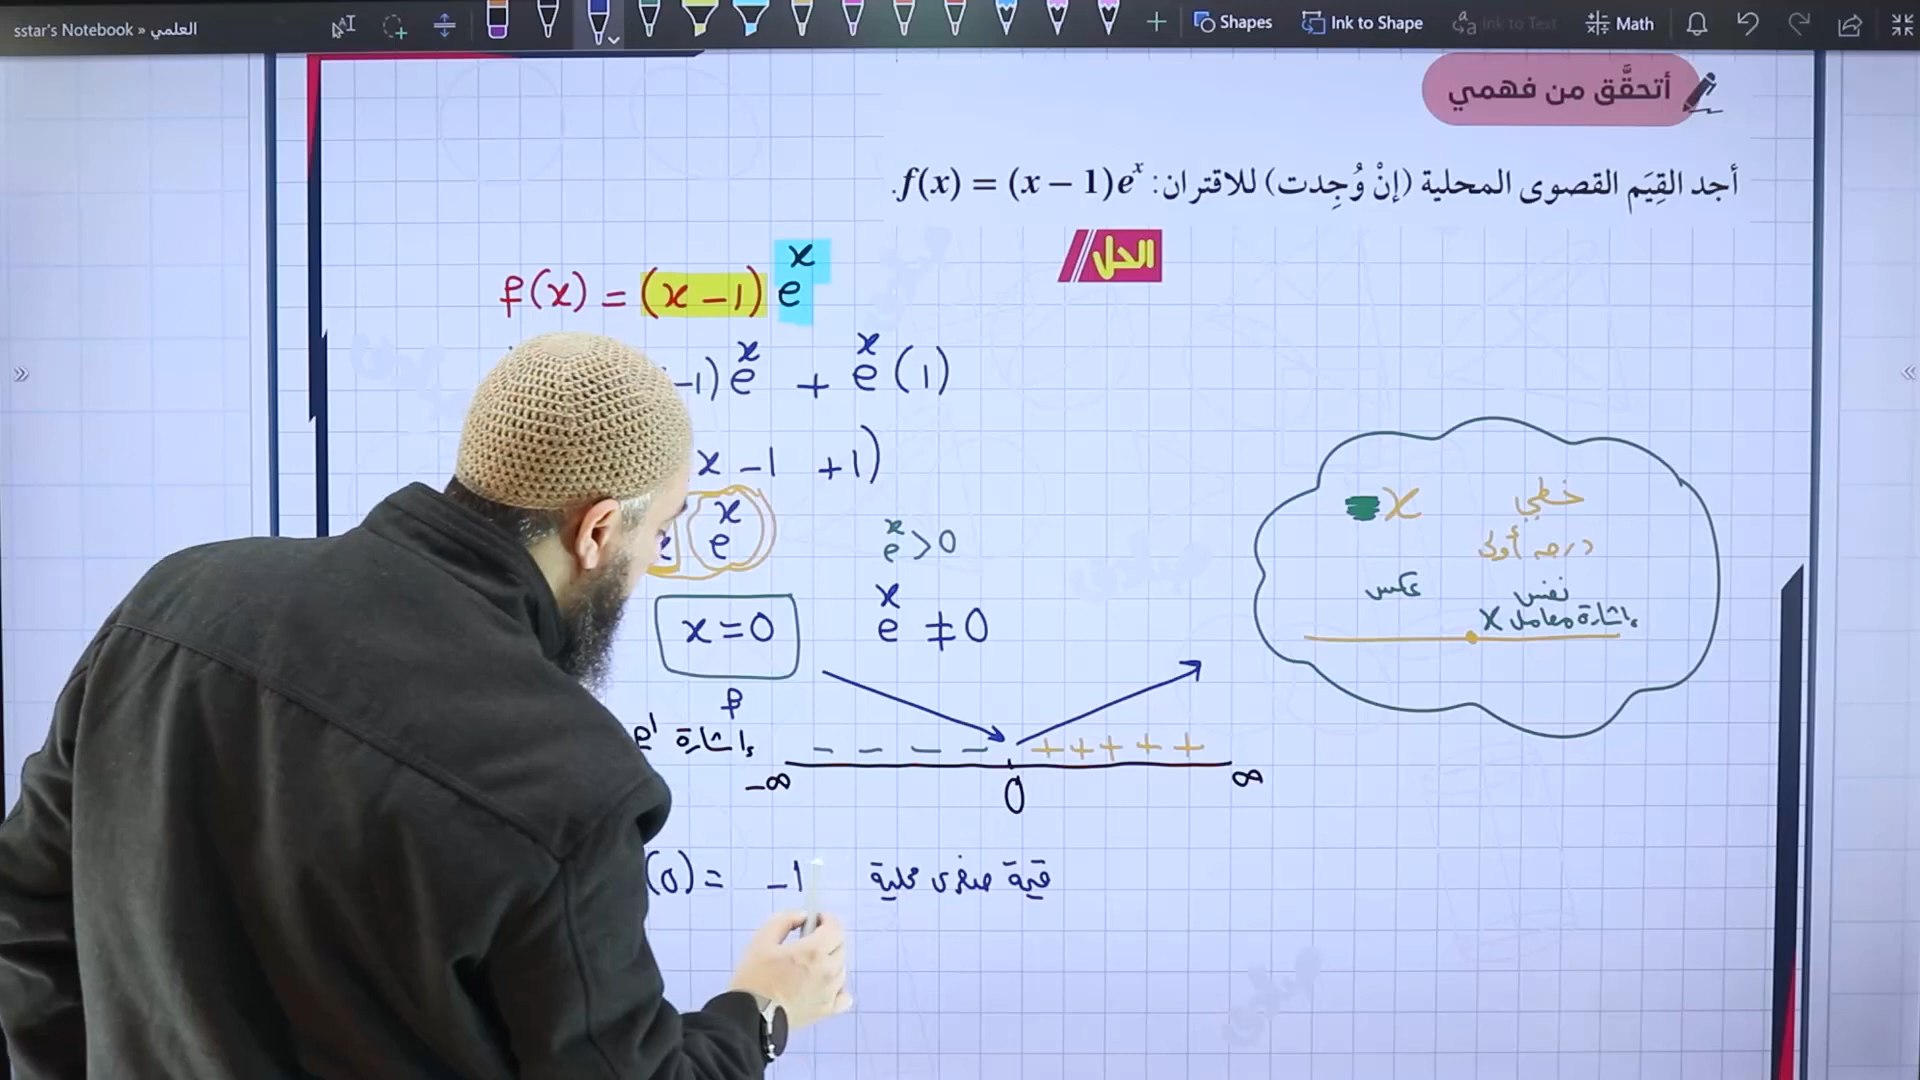 sstar's Notebook » العلمي
Shapes
Ink to Shape
Ink to Text
Math
أتحقَّق من فهمي
أجد القِيَم القصوى المحلية (إنْ وُجِدت) للاقتران: f(x) = (x − 1)eˣ.
الحل
f(x) = (x − 1) eˣ
−1) eˣ + eˣ (1)
x − 1 + 1)
eˣ
eˣ > 0
x = 0
eˣ ≠ 0
خطي
x
درجه أولى
نفس
عكس
إشارة معامل x
f
إشارة f'
− − − − + + + + +
−∞ 0 ∞
(0) = −1 قيمة صغرى محلية